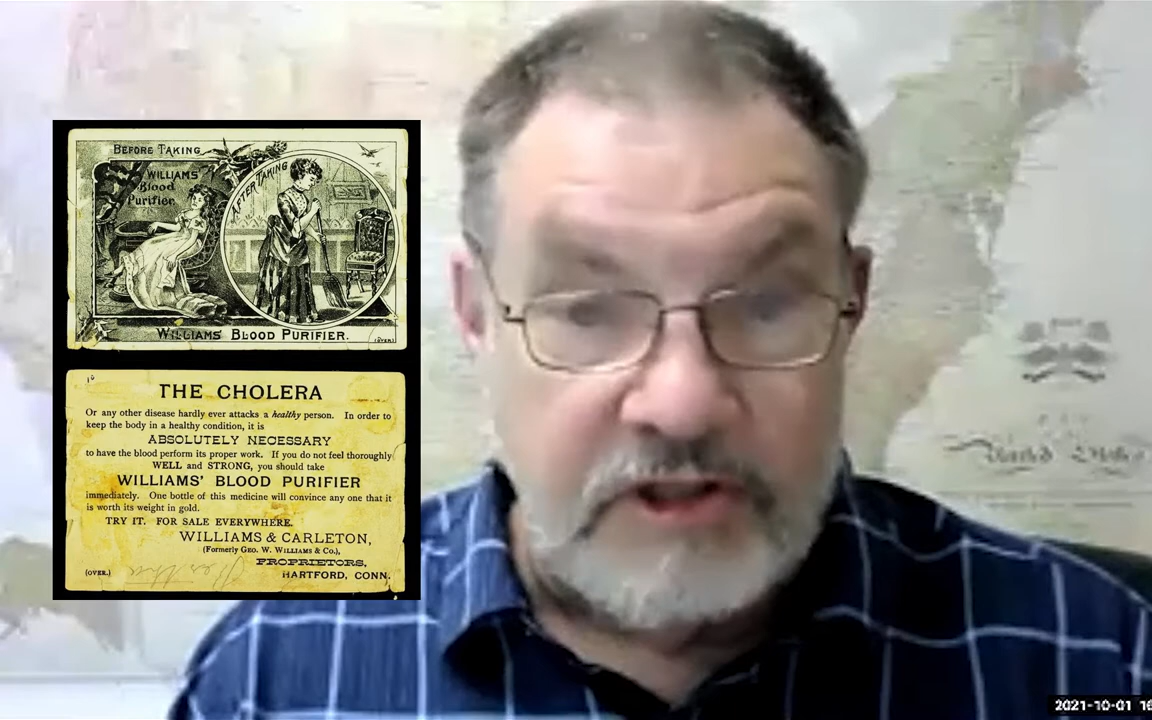 BEFORE TAKING
WILLIAMS'
Blood
Purifier.
AFTER TAKING
WILLIAMS' BLOOD PURIFIER.
(OVER)
THE CHOLERA
Or any other disease hardly ever attacks a healthy person. In order to
keep the body in a healthy condition, it is
ABSOLUTELY NECESSARY
to have the blood perform its proper work. If you do not feel thoroughly
WELL and STRONG, you should take
WILLIAMS' BLOOD PURIFIER
immediately. One bottle of this medicine will convince any one that it
is worth its weight in gold.
TRY IT. FOR SALE EVERYWHERE.
WILLIAMS & CARLETON,
(Formerly GEO. W. WILLIAMS & CO.),
PROPRIETORS,
(OVER.) HARTFORD, CONN.
United States
2021-10-01